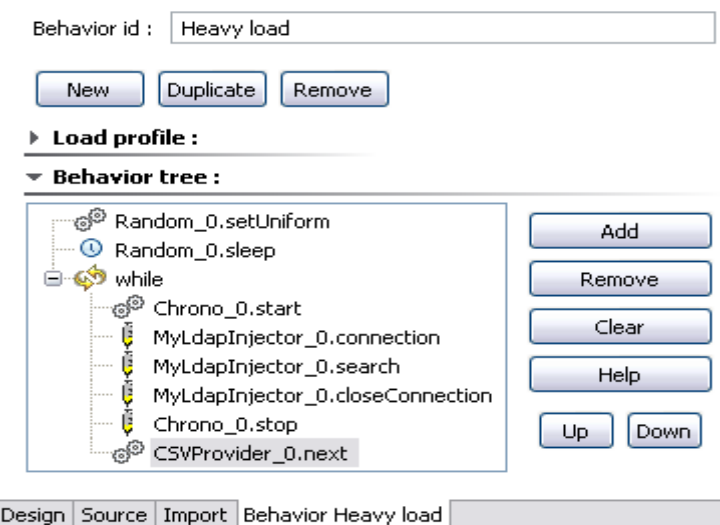 Behavior id : Heavy load
New Duplicate Remove
Load profile :
Behavior tree :
Random_0.setUniform
Random_0.sleep
while
Chrono_0.start
MyLdapInjector_0.connection
MyLdapInjector_0.search
MyLdapInjector_0.closeConnection
Chrono_0.stop
CSVProvider_0.next
Add
Remove
Clear
Help
Up Down
Design Source Import Behavior Heavy load